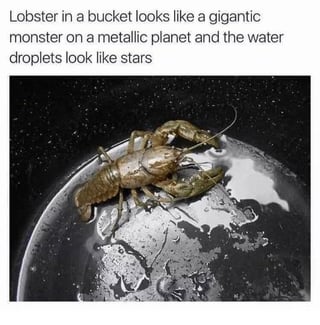 Lobster in a bucket looks like a gigantic
monster on a metallic planet and the water
droplets look like stars